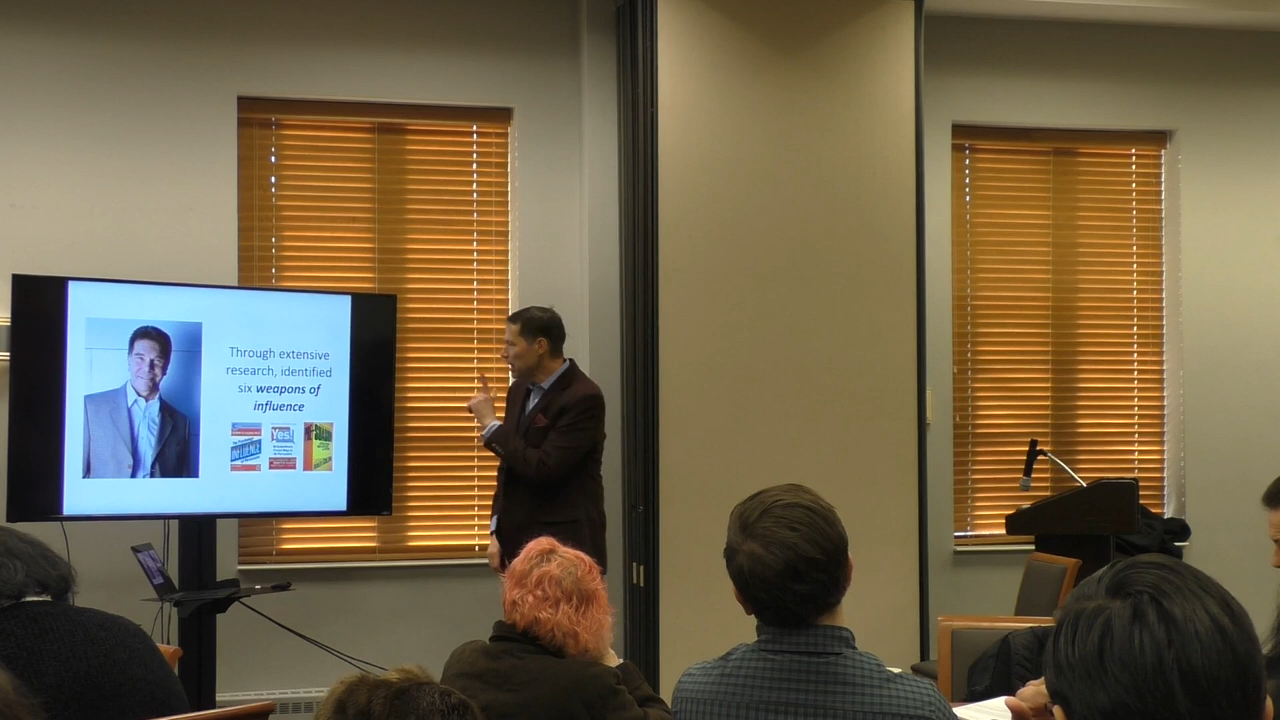 Through extensive
research, identified
six weapons of
influence
INFLUENCE
Yes!